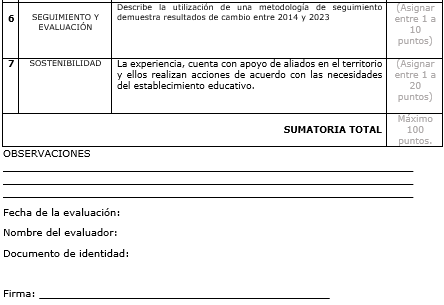 6
SEGUIMIENTO Y
EVALUACIÓN
Describe la utilización de una metodología de seguimiento
demuestra resultados de cambio entre 2014 y 2023
(Asignar
entre 1 a
10
puntos)
7
SOSTENIBILIDAD
La experiencia, cuenta con apoyo de aliados en el territorio
y ellos realizan acciones de acuerdo con las necesidades
del establecimiento educativo.
(Asignar
entre 1 a
20
puntos)
SUMATORIA TOTAL
Máximo
100
puntos.
OBSERVACIONES
Fecha de la evaluación:
Nombre del evaluador:
Documento de identidad:
Firma: